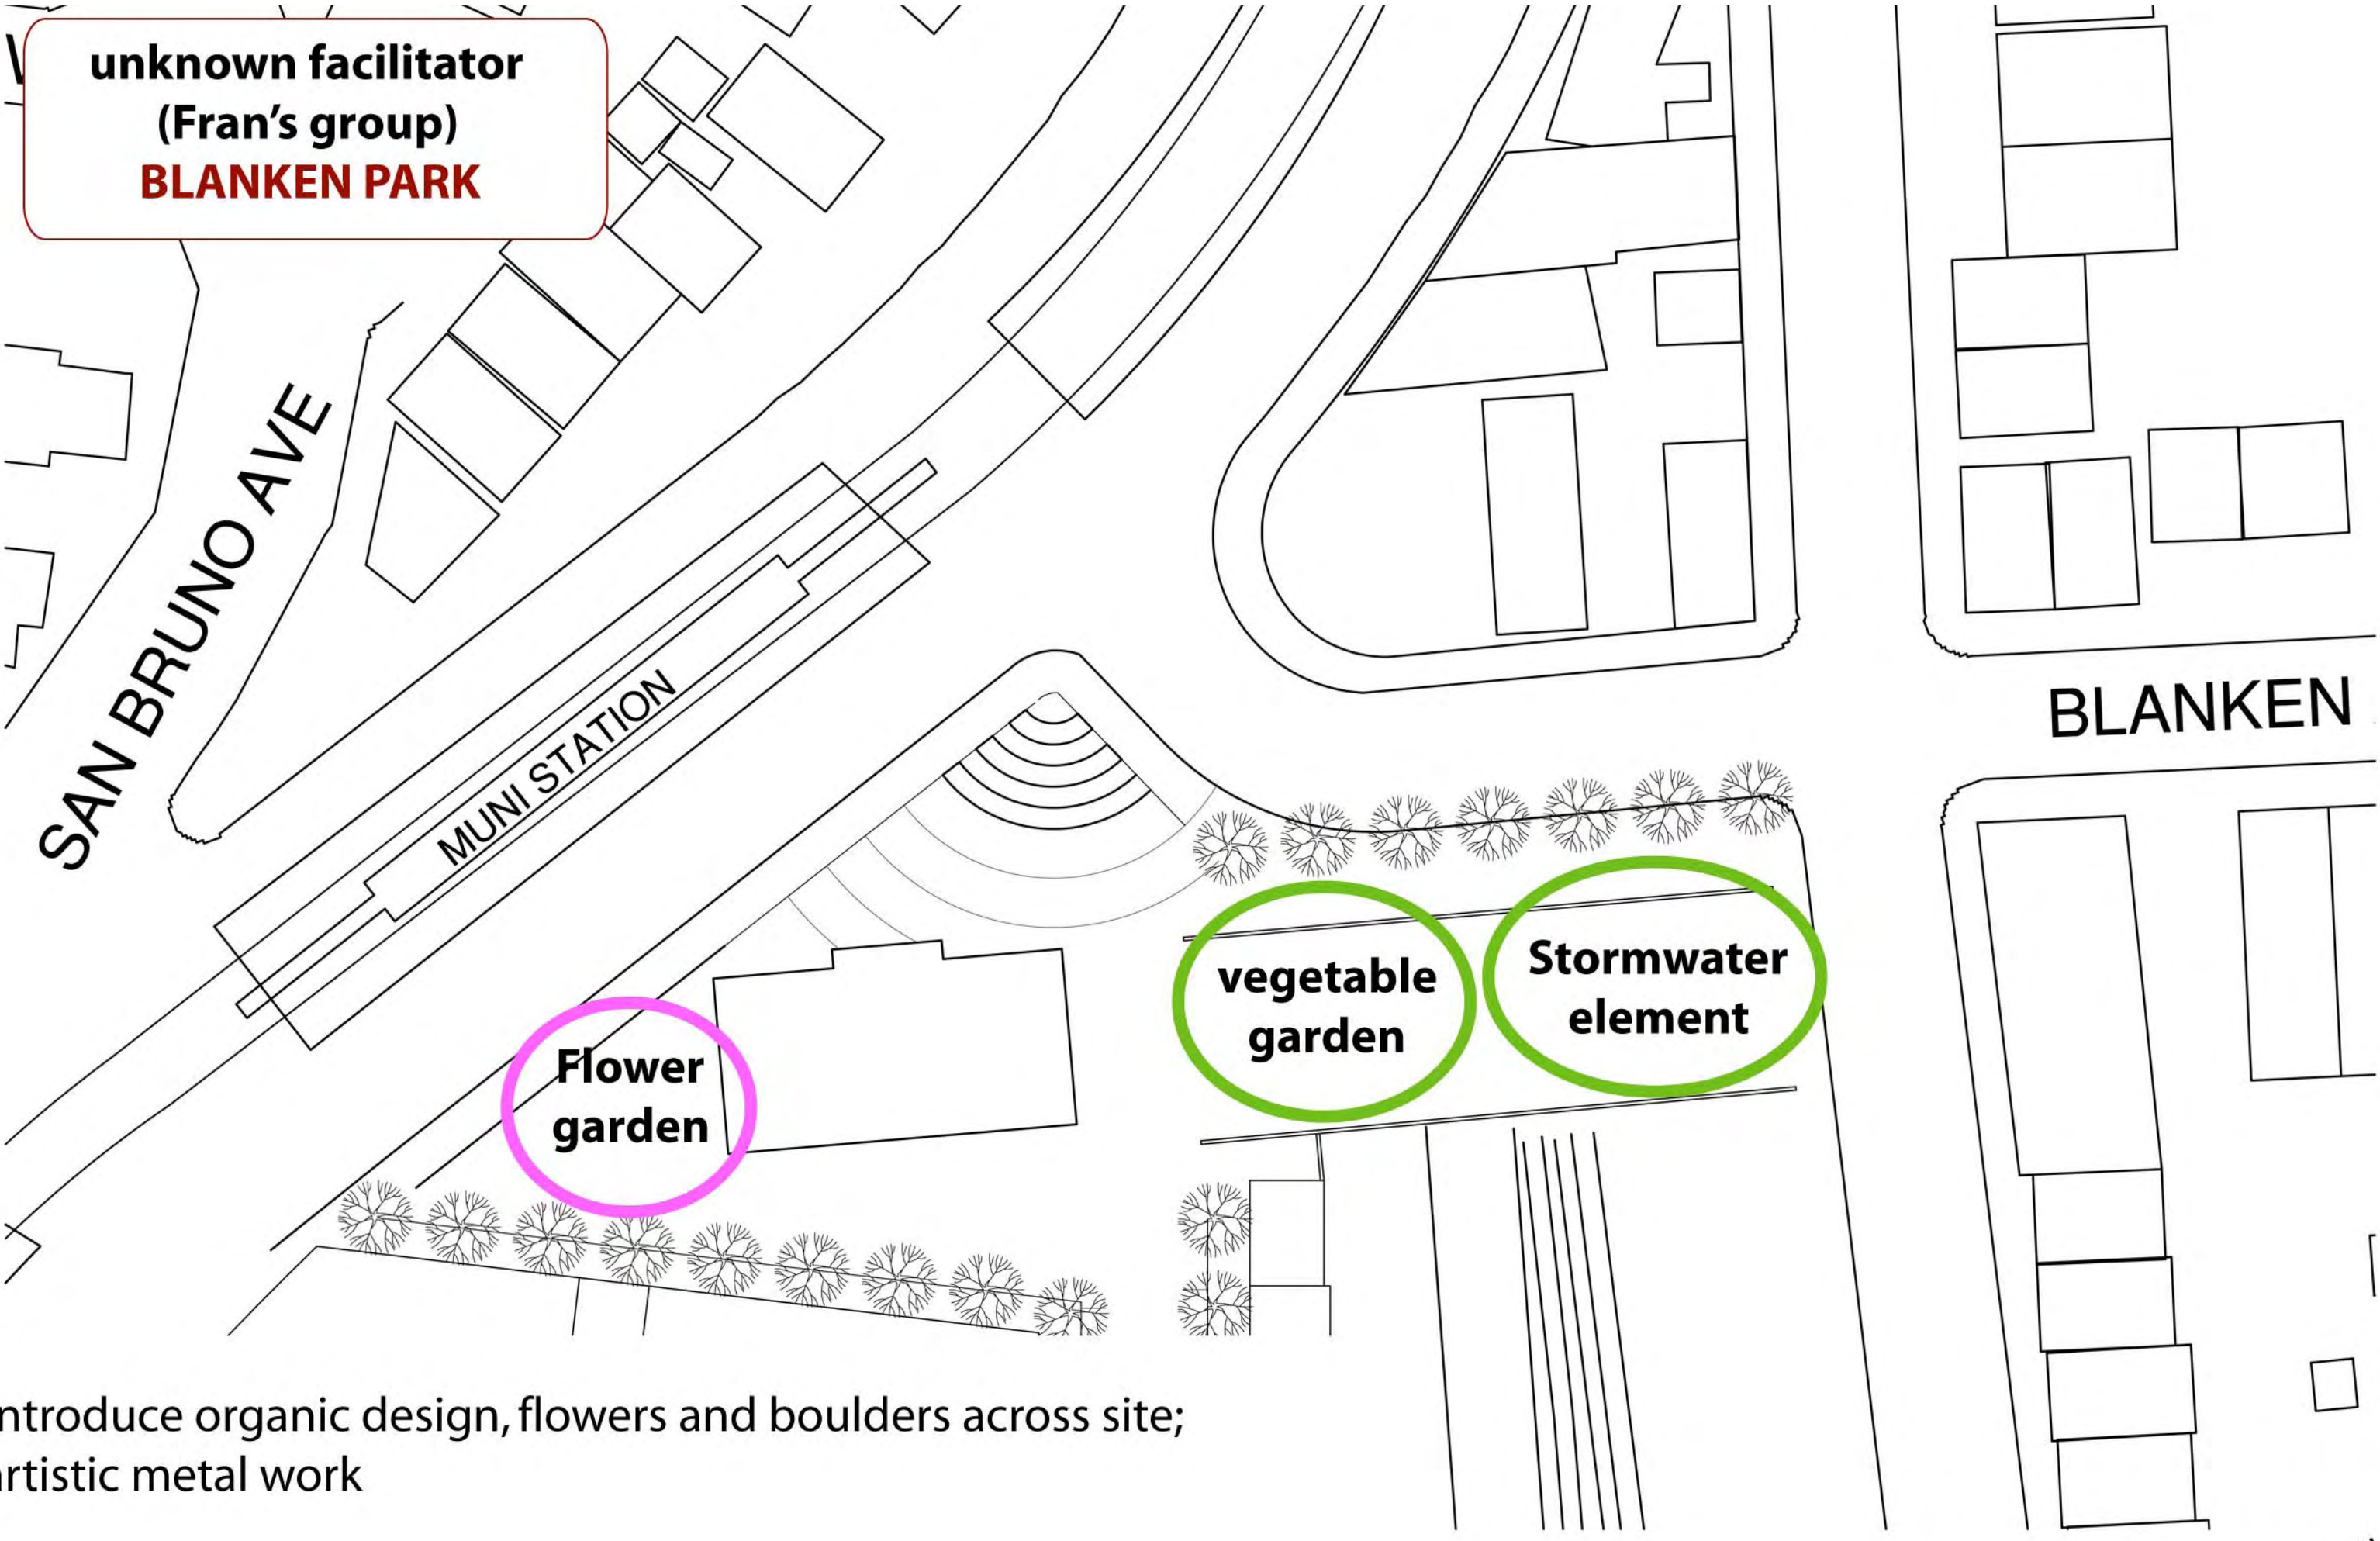 unknown facilitator
(Fran's group)
BLANKEN PARK
SAN BRUNO AVE
MUNI STATION
BLANKEN
vegetable
garden
Stormwater
element
Flower
garden
ntroduce organic design, flowers and boulders across site;
artistic metal work